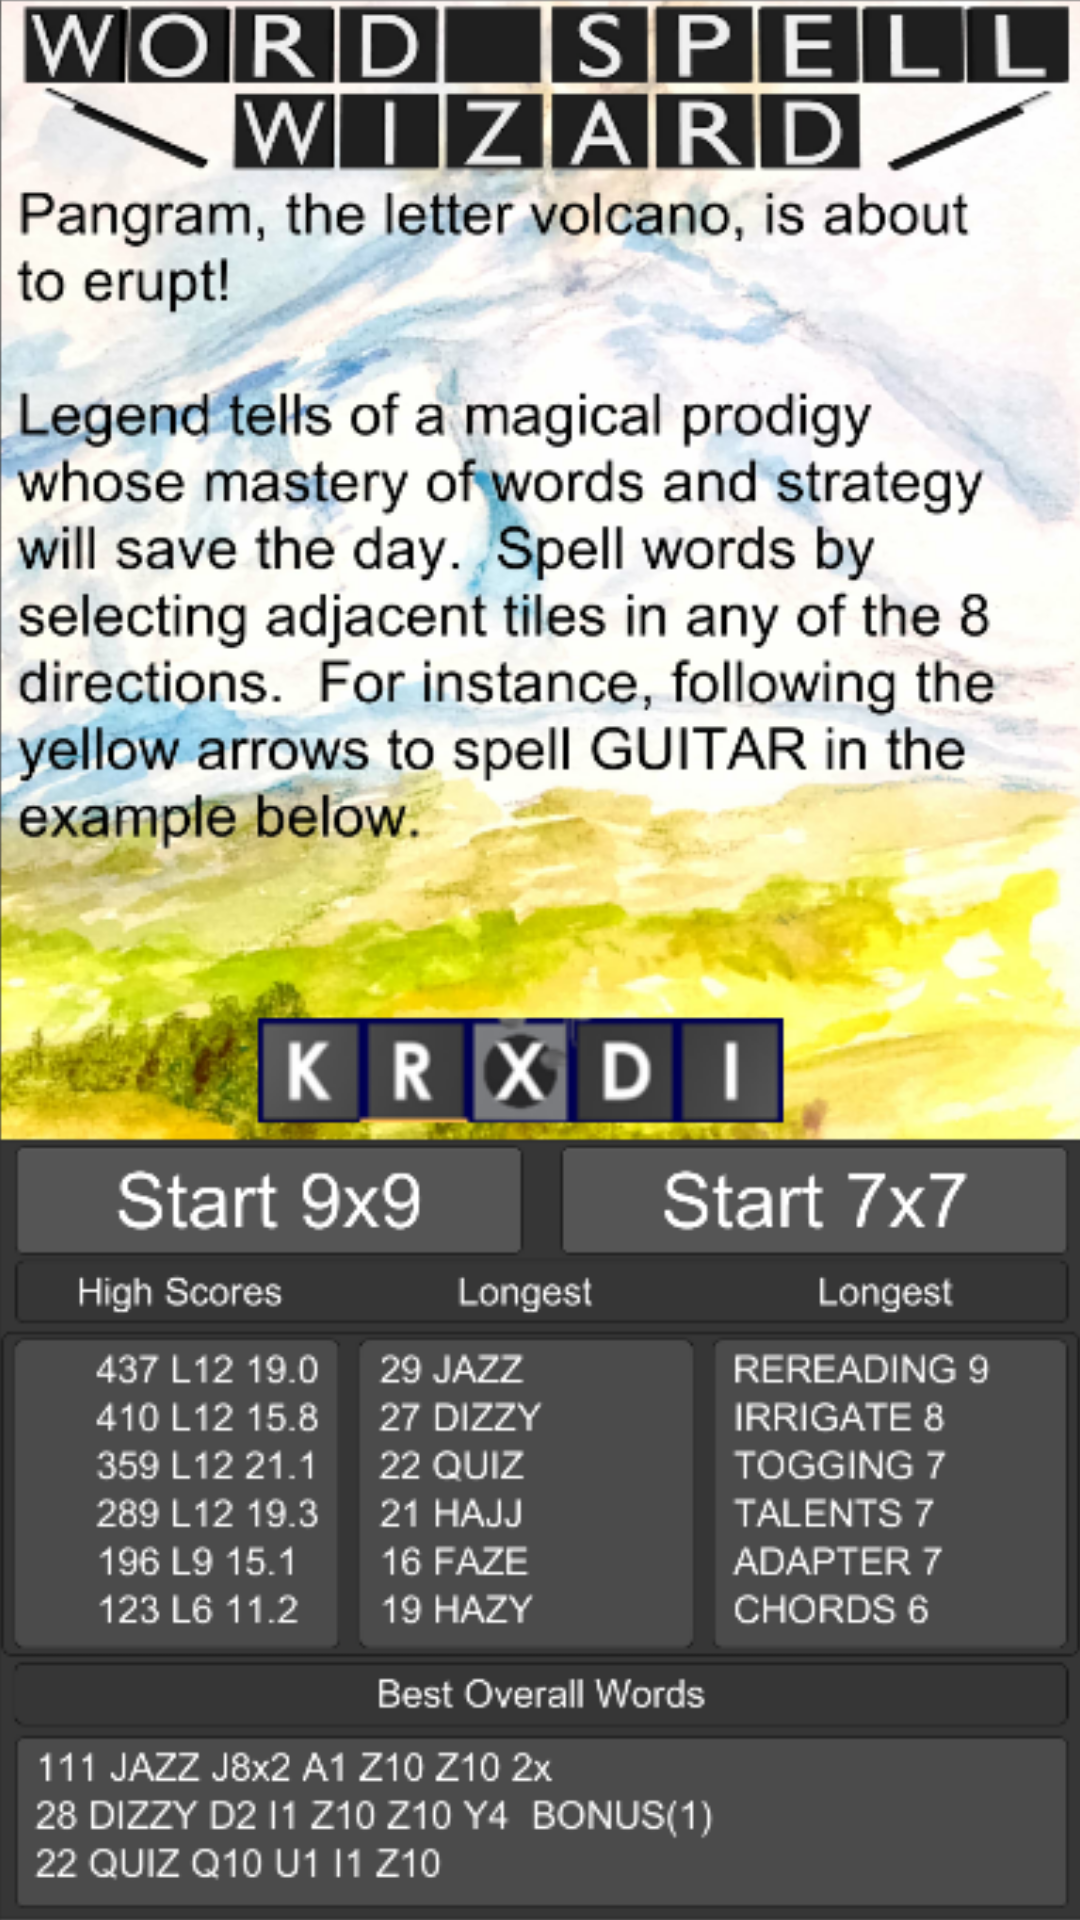 WORD SPELL
WIZARD
Pangram, the letter volcano, is about
to erupt!
Legend tells of a magical prodigy
whose mastery of words and strategy
will save the day.  Spell words by
selecting adjacent tiles in any of the 8
directions.  For instance, following the
yellow arrows to spell GUITAR in the
example below.
K R X D I
Start 9x9 Start 7x7
High Scores Longest Longest
437 L12 19.0 29 JAZZ REREADING 9
410 L12 15.8 27 DIZZY IRRIGATE 8
359 L12 21.1 22 QUIZ TOGGING 7
289 L12 19.3 21 HAJJ TALENTS 7
196 L9 15.1 16 FAZE ADAPTER 7
123 L6 11.2 19 HAZY CHORDS 6
Best Overall Words
111 JAZZ J8x2 A1 Z10 Z10 2x
28 DIZZY D2 I1 Z10 Z10 Y4  BONUS(1)
22 QUIZ Q10 U1 I1 Z10